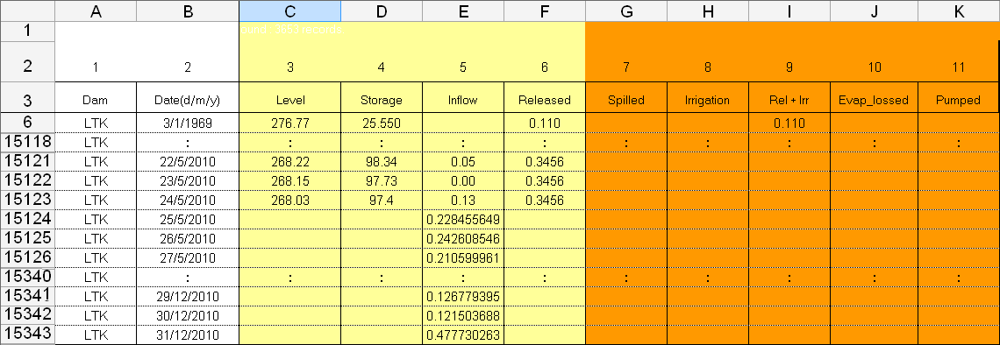 A B C D E F G H I J K
1
2 1 2 3 4 5 6 7 8 9 10 11
3 Dam Date(d/m/y) Level Storage Inflow Released Spilled Irrigation Rel + Irr Evap_lossed Pumped
6 LTK 3/1/1969 276.77 25.550 0.110 0.110
15118 LTK : : : : : : : : : :
15121 LTK 22/5/2010 268.22 98.34 0.05 0.3456
15122 LTK 23/5/2010 268.15 97.73 0.00 0.3456
15123 LTK 24/5/2010 268.03 97.4 0.13 0.3456
15124 LTK 25/5/2010 0.228455649
15125 LTK 26/5/2010 0.242608546
15126 LTK 27/5/2010 0.210599961
15340 LTK : : : : : : : : : :
15341 LTK 29/12/2010 0.126779395
15342 LTK 30/12/2010 0.121503688
15343 LTK 31/12/2010 0.477730263